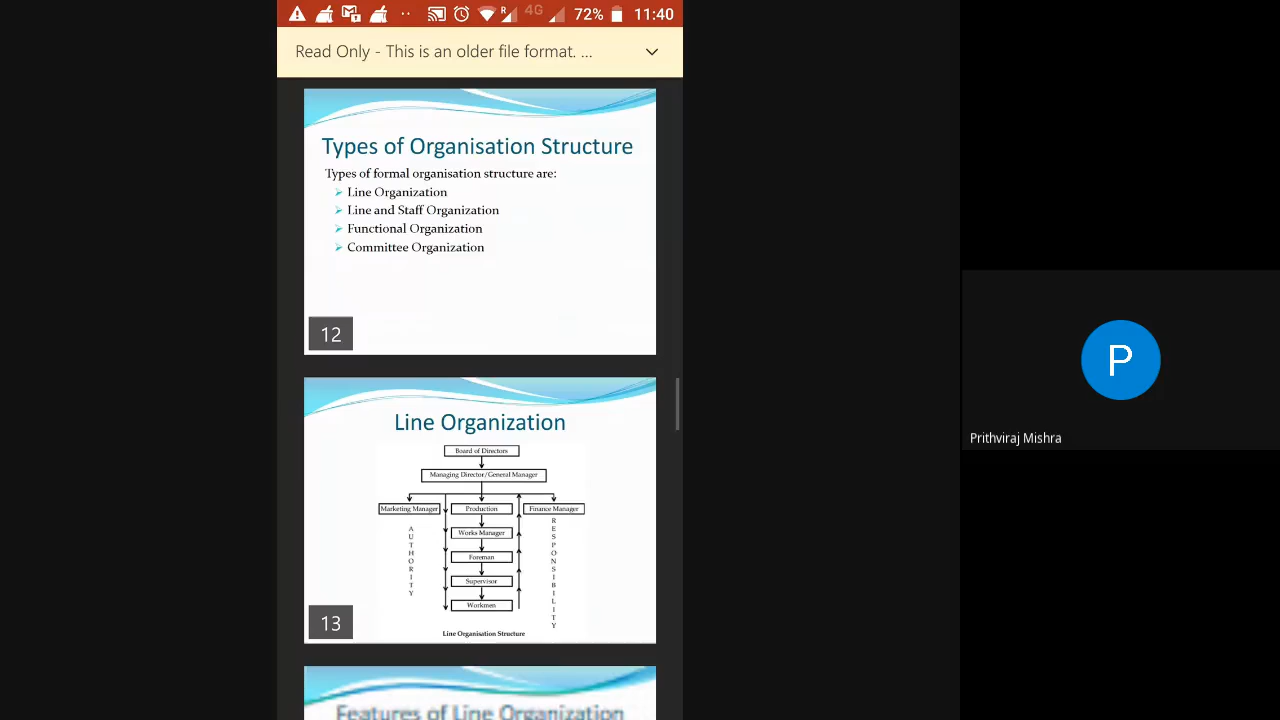 R 4G 72% 11:40
Read Only - This is an older file format. ...
Types of Organisation Structure
Types of formal organisation structure are:
Line Organization
Line and Staff Organization
Functional Organization
Committee Organization
12
Line Organization
Board of Directors
Managing Director/General Manager
Marketing Manager Production Finance Manager
AUTHORITY
Works Manager
Foreman
Supervisor
Workmen
RESPONSIBILITY
Line Organisation Structure
13
Features of Line Organization
P
Prithviraj Mishra